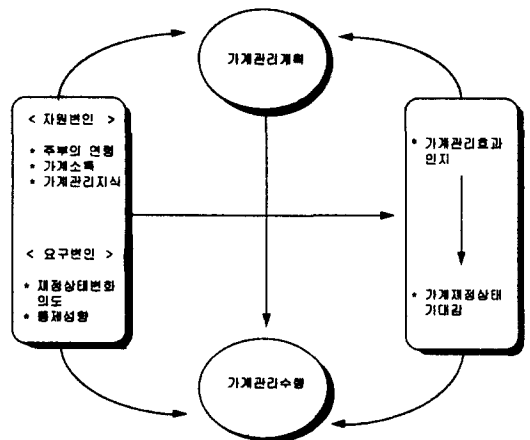 가계관리계획
< 자원변인 >
* 주부의 연령
* 가계소득
* 가계관리지식
< 요구변인 >
* 재정상태변화
의도
* 통제성향
* 가계관리효과
인지
* 가계재정상태
기대감
가계관리수행